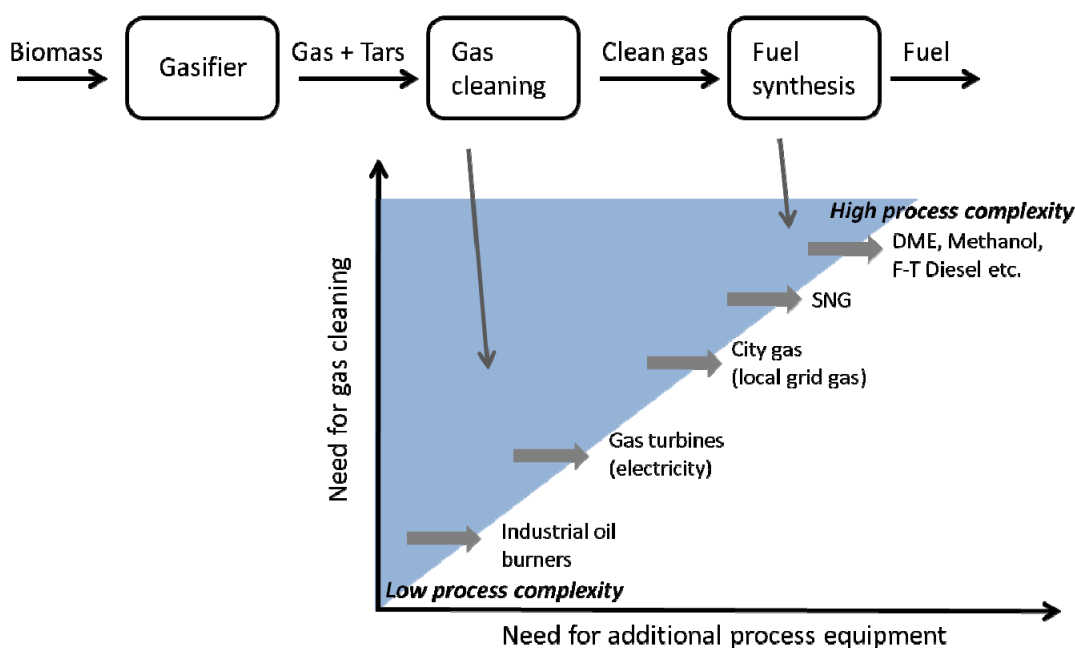 Biomass
Gasifier
Gas + Tars
Gas
cleaning
Clean gas
Fuel
synthesis
Fuel
High process complexity
DME, Methanol,
F-T Diesel etc.
SNG
City gas
(local grid gas)
Gas turbines
(electricity)
Industrial oil
burners
Low process complexity
Need for gas cleaning
Need for additional process equipment